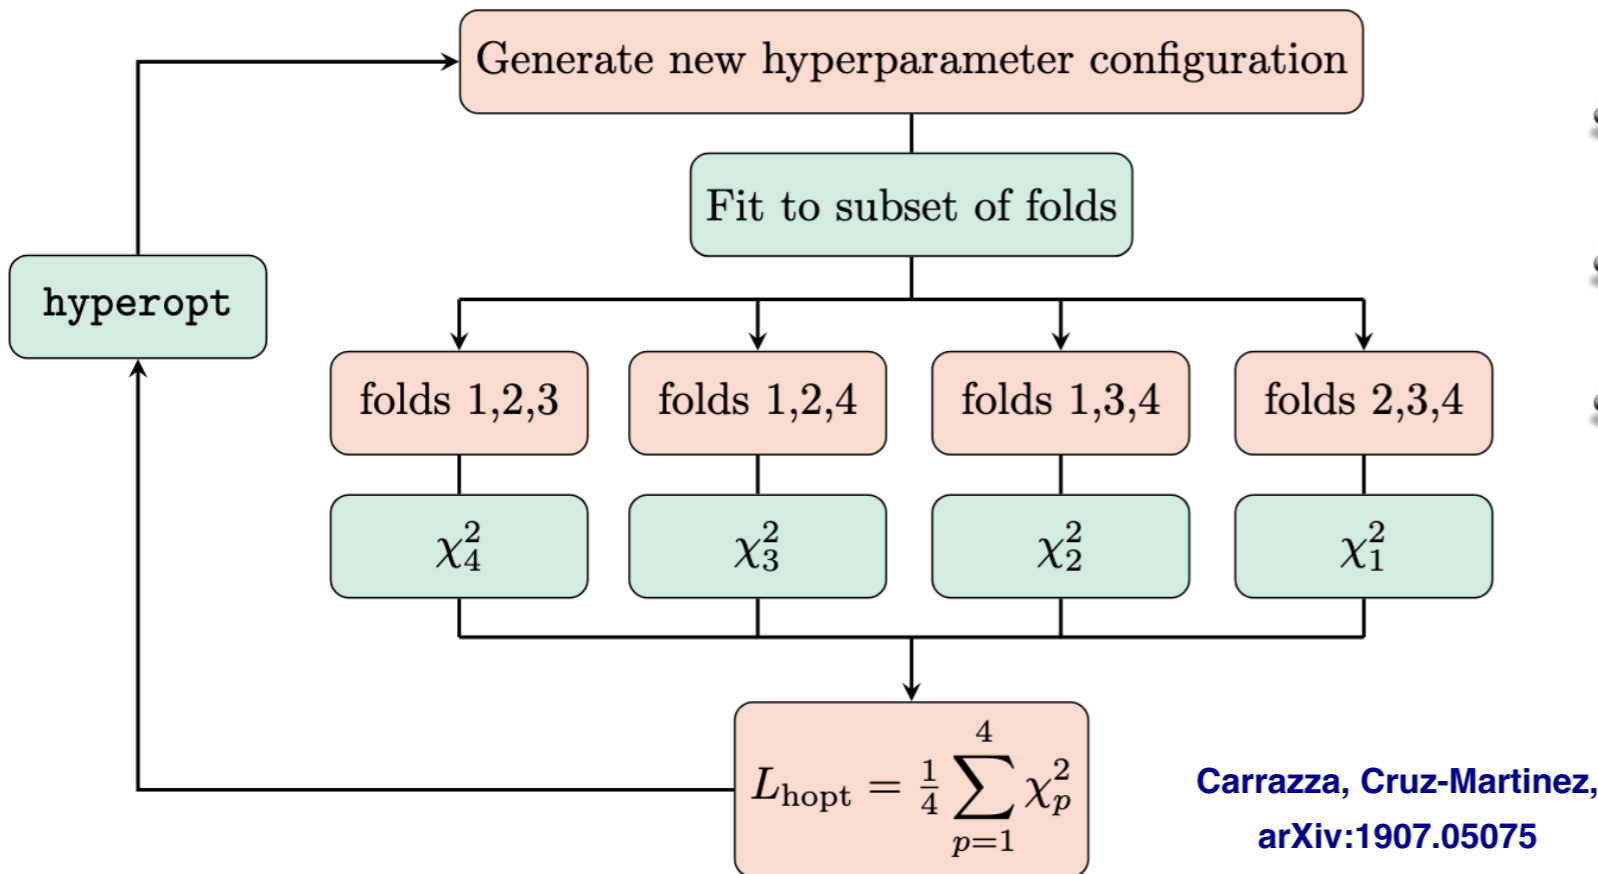 Generate new hyperparameter configuration
Fit to subset of folds
hyperopt
folds 1,2,3
folds 1,2,4
folds 1,3,4
folds 2,3,4
χ²₄
χ²₃
χ²₂
χ²₁
L_hopt = 1/4 ∑_{p=1}^{4} χ²_p
Carrazza, Cruz-Martinez,
arXiv:1907.05075